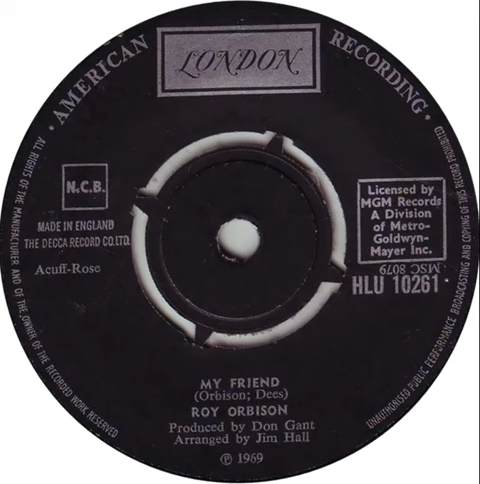 · AMERICAN RECORDING ·
LONDON
ALL RIGHTS OF THE MANUFACTURER AND OF THE OWNER OF THE RECORDED WORK RESERVED
UNAUTHORISED PUBLIC PERFORMANCE BROADCASTING AND COPYING OF THIS RECORD PROHIBITED
N.C.B.
MADE IN ENGLAND
THE DECCA RECORD CO. LTD.
Acuff-Rose
Licensed by
MGM Records
A Division
of Metro-
Goldwyn-
Mayer Inc.
MSC 8079
HLU 10261
MY FRIEND
(Orbison; Dees)
ROY ORBISON
Produced by Don Gant
Arranged by Jim Hall
℗ 1969